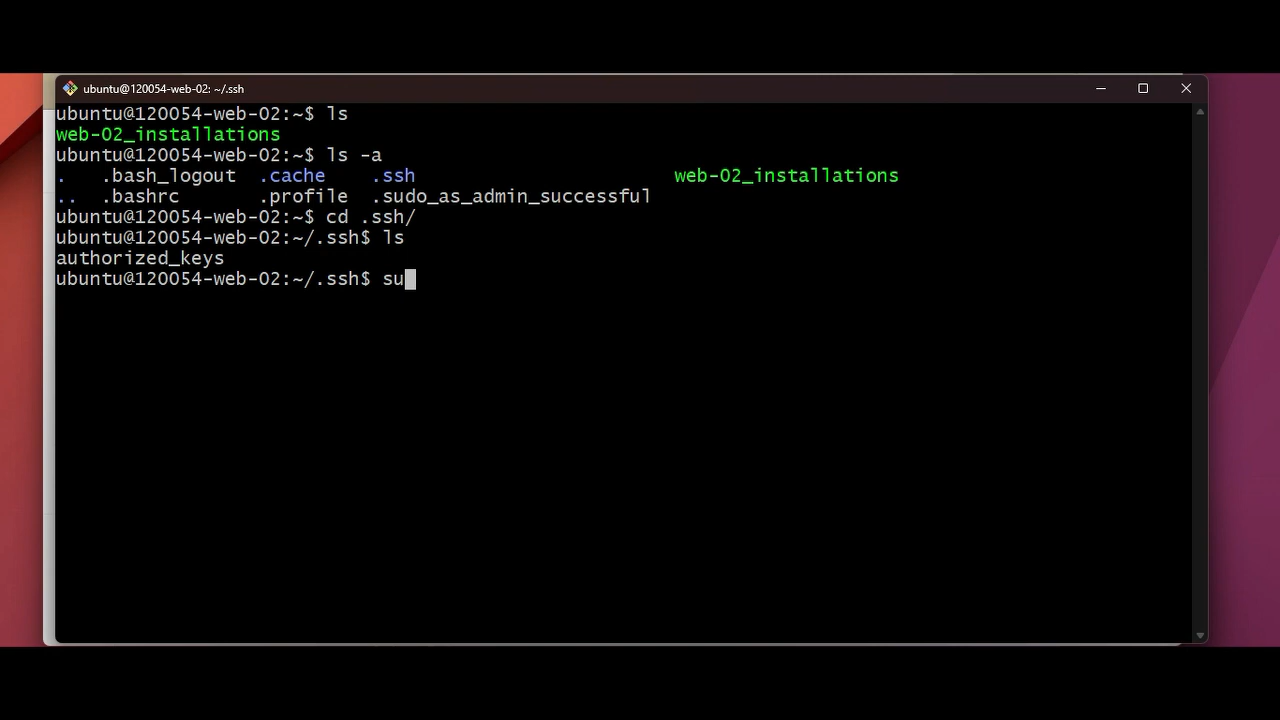 ubuntu@120054-web-02: ~/.ssh
ubuntu@120054-web-02:~$ ls
web-02_installations
ubuntu@120054-web-02:~$ ls -a
.   .bash_logout  .cache    .ssh                       web-02_installations
..  .bashrc       .profile  .sudo_as_admin_successful
ubuntu@120054-web-02:~$ cd .ssh/
ubuntu@120054-web-02:~/.ssh$ ls
authorized_keys
ubuntu@120054-web-02:~/.ssh$ su